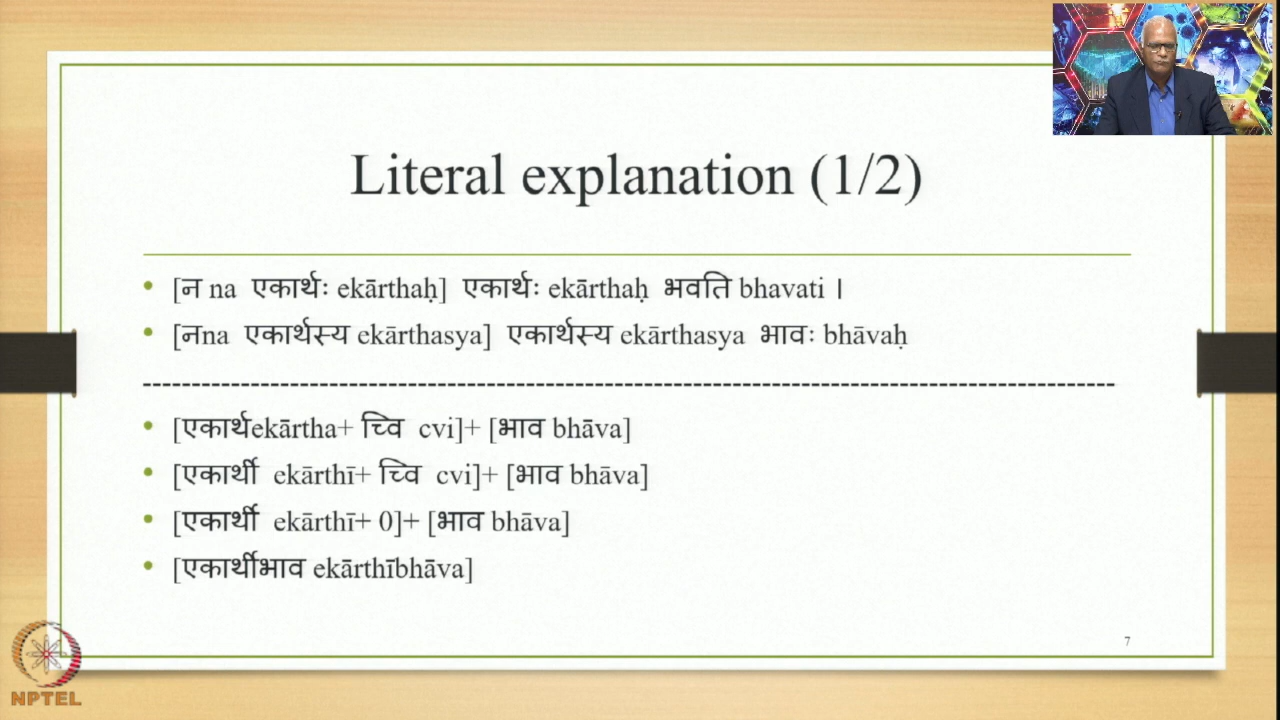 Literal explanation (1/2)
• [न na एकार्थः ekārthaḥ] एकार्थः ekārthaḥ भवति bhavati ।
• [नna एकार्थस्य ekārthasya] एकार्थस्य ekārthasya भावः bhāvaḥ
• [एकार्थekārtha+ च्वि cvi]+ [भाव bhāva]
• [एकार्थी ekārthī+ च्वि cvi]+ [भाव bhāva]
• [एकार्थी ekārthī+ 0]+ [भाव bhāva]
• [एकार्थीभाव ekārthībhāva]
7
NPTEL